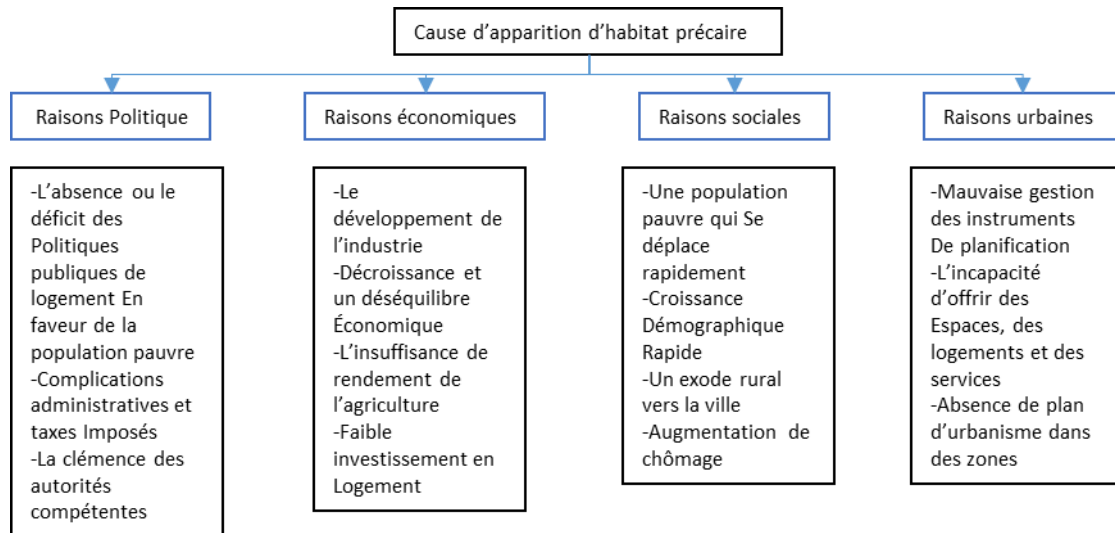 Cause d'apparition d'habitat précaire
Raisons Politique
Raisons économiques
Raisons sociales
Raisons urbaines
-L'absence ou le
déficit des
Politiques
publiques de
logement En
faveur de la
population pauvre
-Complications
administratives et
taxes Imposés
-La clémence des
autorités
compétentes
-Le
développement de
l'industrie
-Décroissance et
un déséquilibre
Économique
-L'insuffisance de
rendement de
l'agriculture
-Faible
investissement en
Logement
-Une population
pauvre qui Se
déplace
rapidement
-Croissance
Démographique
Rapide
-Un exode rural
vers la ville
-Augmentation de
chômage
-Mauvaise gestion
des instruments
De planification
-L'incapacité
d'offrir des
Espaces, des
logements et des
services
-Absence de plan
d'urbanisme dans
des zones